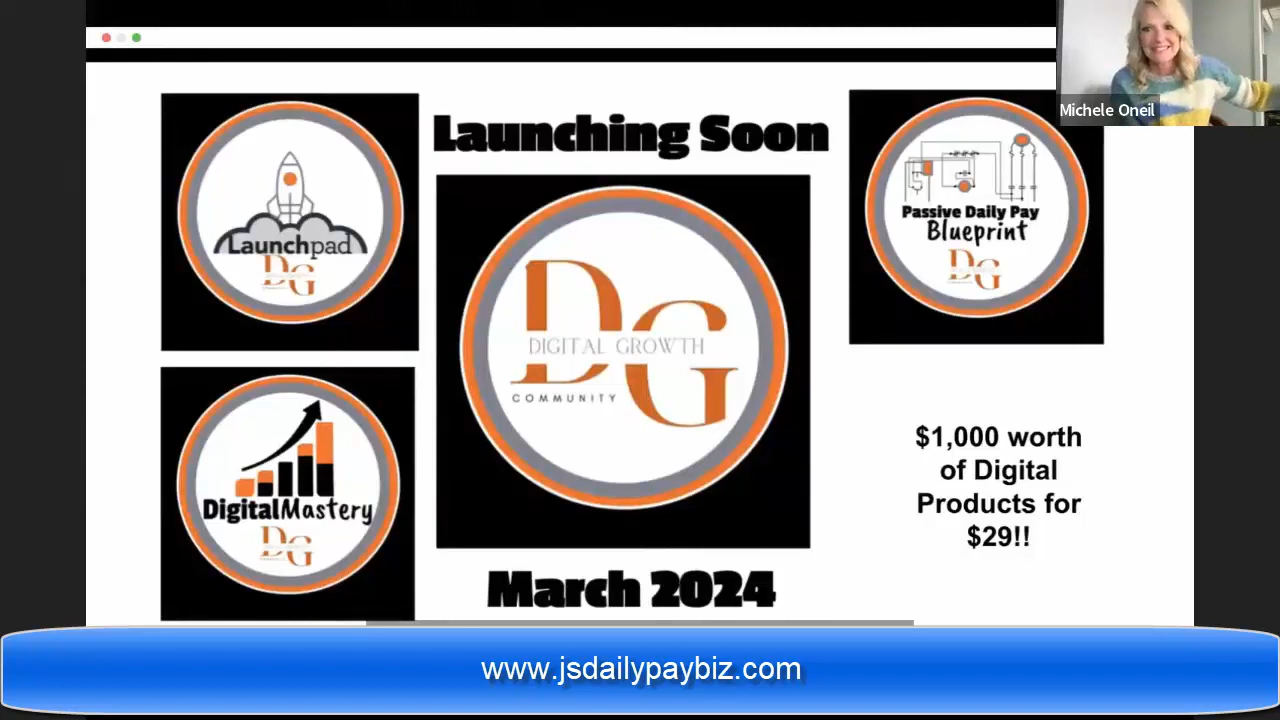 Michele Oneil
Launching Soon
Launchpad
DG
Passive Daily Pay
Blueprint
DG
DG
DIGITAL GROWTH
COMMUNITY
DigitalMastery
DG
$1,000 worth
of Digital
Products for
$29!!
March 2024
www.jsdailypaybiz.com